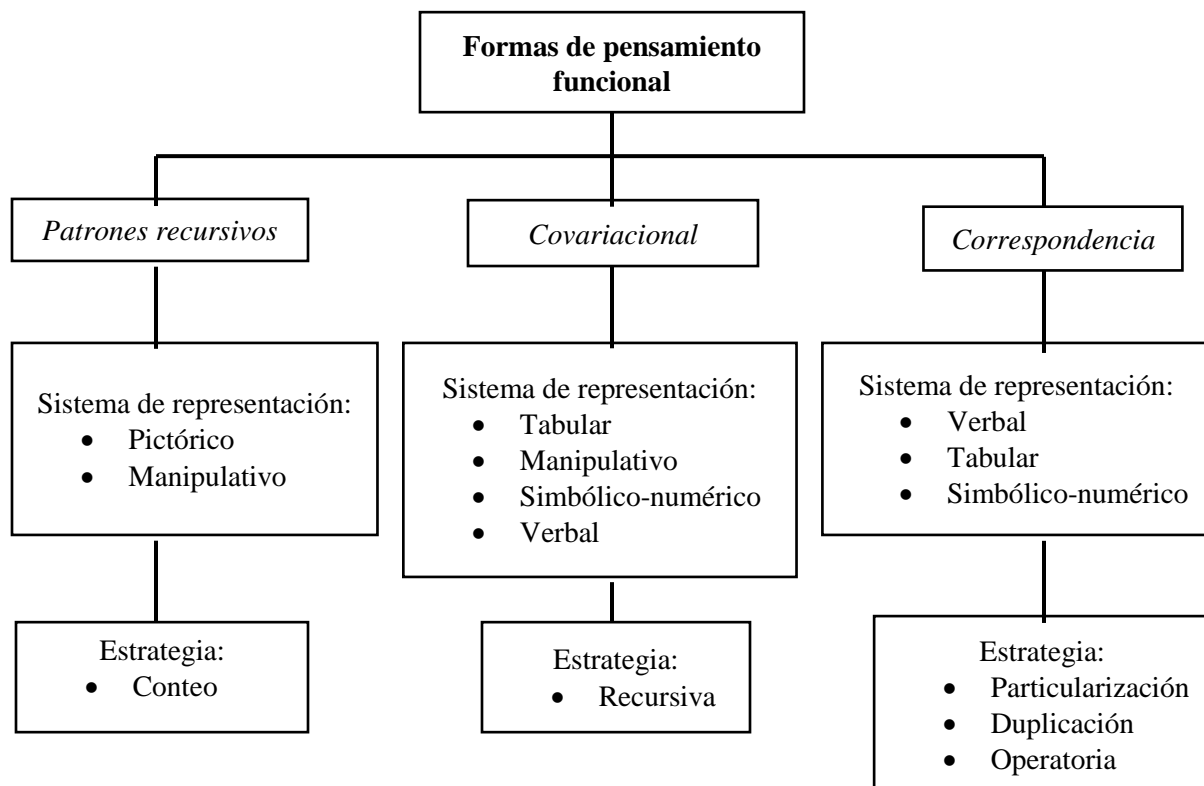 Formas de pensamiento
funcional
Patrones recursivos
Covariacional
Correspondencia
Sistema de representación:
• Pictórico
• Manipulativo
Sistema de representación:
• Tabular
• Manipulativo
• Simbólico-numérico
• Verbal
Sistema de representación:
• Verbal
• Tabular
• Simbólico-numérico
Estrategia:
• Conteo
Estrategia:
• Recursiva
Estrategia:
• Particularización
• Duplicación
• Operatoria